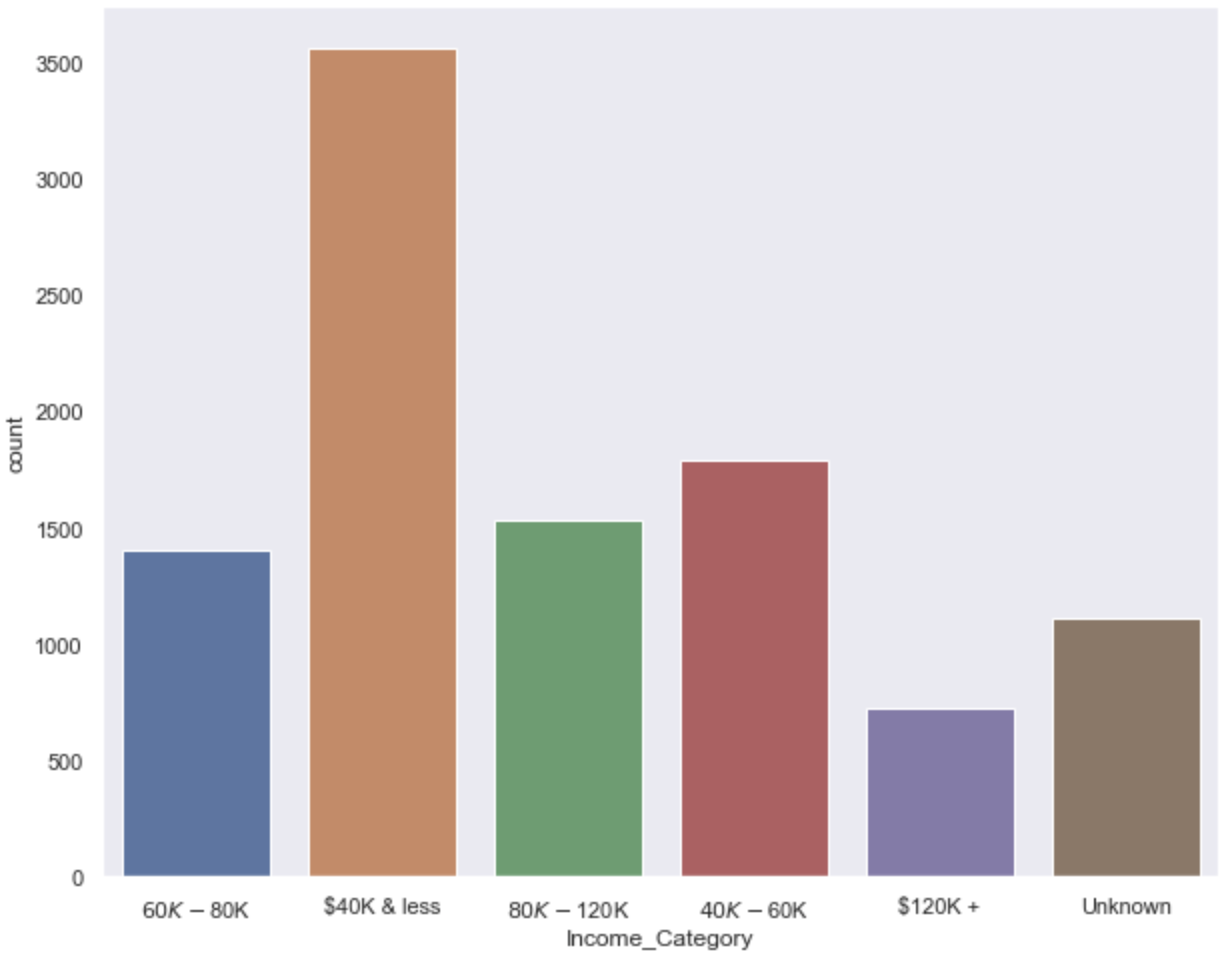 3500
3000
2500
2000
1500
1000
500
0
count
60K − 80K
$40K & less
80K − 120K
40K − 60K
$120K +
Unknown
Income_Category